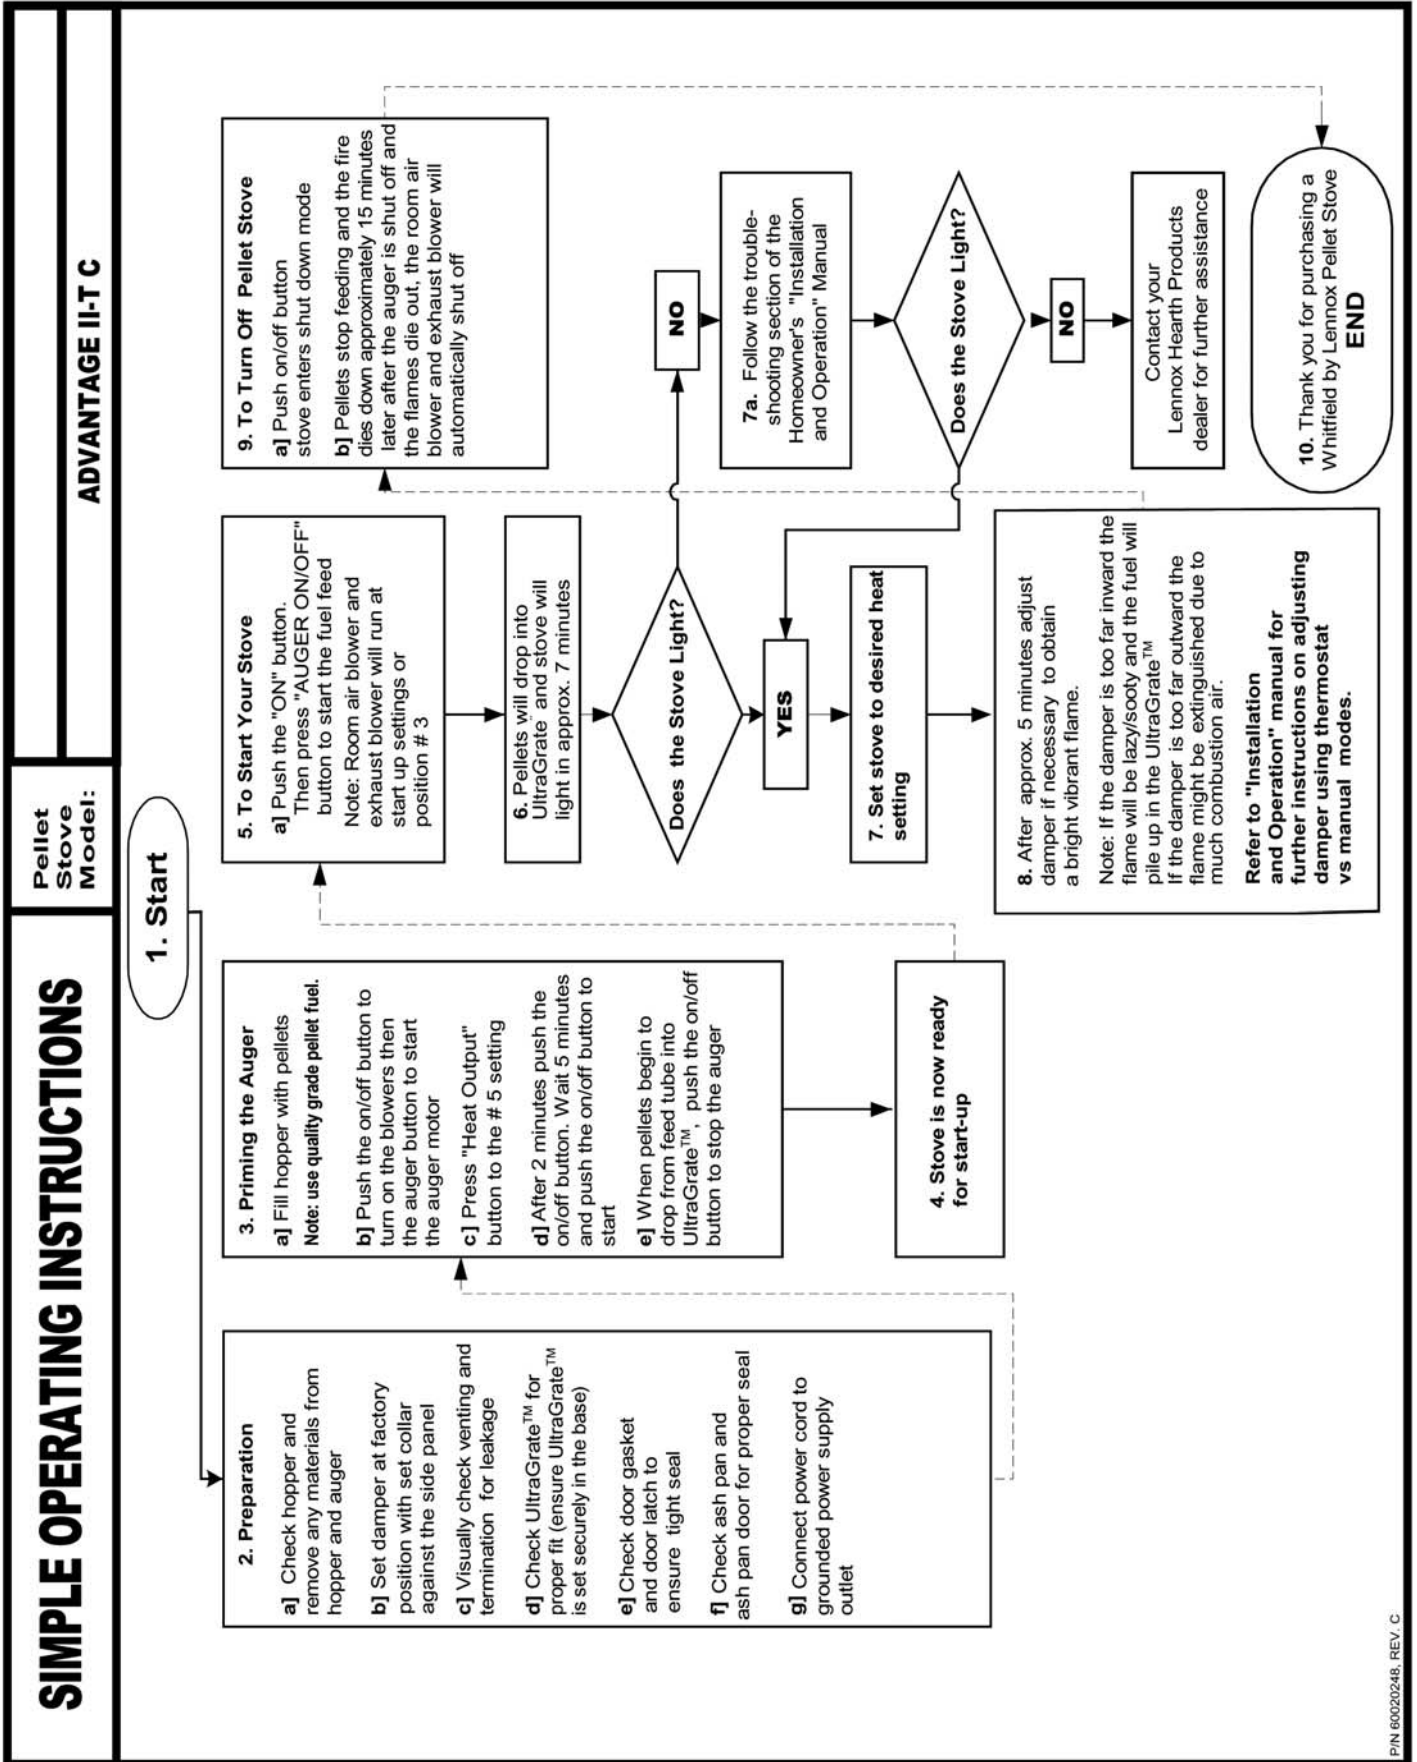 SIMPLE OPERATING INSTRUCTIONS
Pellet
Stove
Model:
ADVANTAGE II-T C
1. Start
2. Preparation
a] Check hopper and
remove any materials from
hopper and auger
b] Set damper at factory
position with set collar
against the side panel
c] Visually check venting and
termination for leakage
d] Check UltraGrate™ for
proper fit (ensure UltraGrate™
is set securely in the base)
e] Check door gasket
and door latch to
ensure tight seal
f] Check ash pan and
ash pan door for proper seal
g] Connect power cord to
grounded power supply
outlet
3. Priming the Auger
a] Fill hopper with pellets
Note: use quality grade pellet fuel.
b] Push the on/off button to
turn on the blowers then
the auger button to start
the auger motor
c] Press "Heat Output"
button to the # 5 setting
d] After 2 minutes push the
on/off button. Wait 5 minutes
and push the on/off button to
start
e] When pellets begin to
drop from feed tube into
UltraGrate™, push the on/off
button to stop the auger
4. Stove is now ready
for start-up
5. To Start Your Stove
a] Push the "ON" button.
Then press "AUGER ON/OFF"
button to start the fuel feed
Note: Room air blower and
exhaust blower will run at
start up settings or
position # 3
6. Pellets will drop into
UltraGrate and stove will
light in approx. 7 minutes
Does the Stove Light?
YES
7. Set stove to desired heat
setting
8. After approx. 5 minutes adjust
damper if necessary to obtain
a bright vibrant flame.
Note: If the damper is too far inward the
flame will be lazy/sooty and the fuel will
pile up in the UltraGrate™
If the damper is too far outward the
flame might be extinguished due to
much combustion air.
Refer to "Installation
and Operation" manual for
further instructions on adjusting
damper using thermostat
vs manual modes.
9. To Turn Off Pellet Stove
a] Push on/off button
stove enters shut down mode
b] Pellets stop feeding and the fire
dies down approximately 15 minutes
later after the auger is shut off and
the flames die out, the room air
blower and exhaust blower will
automatically shut off
NO
7a. Follow the trouble-
shooting section of the
Homeowner's "Installation
and Operation" Manual
Does the Stove Light?
NO
Contact your
Lennox Hearth Products
dealer for further assistance
10. Thank you for purchasing a
Whitfield by Lennox Pellet Stove
END
P/N 60020248, REV. C